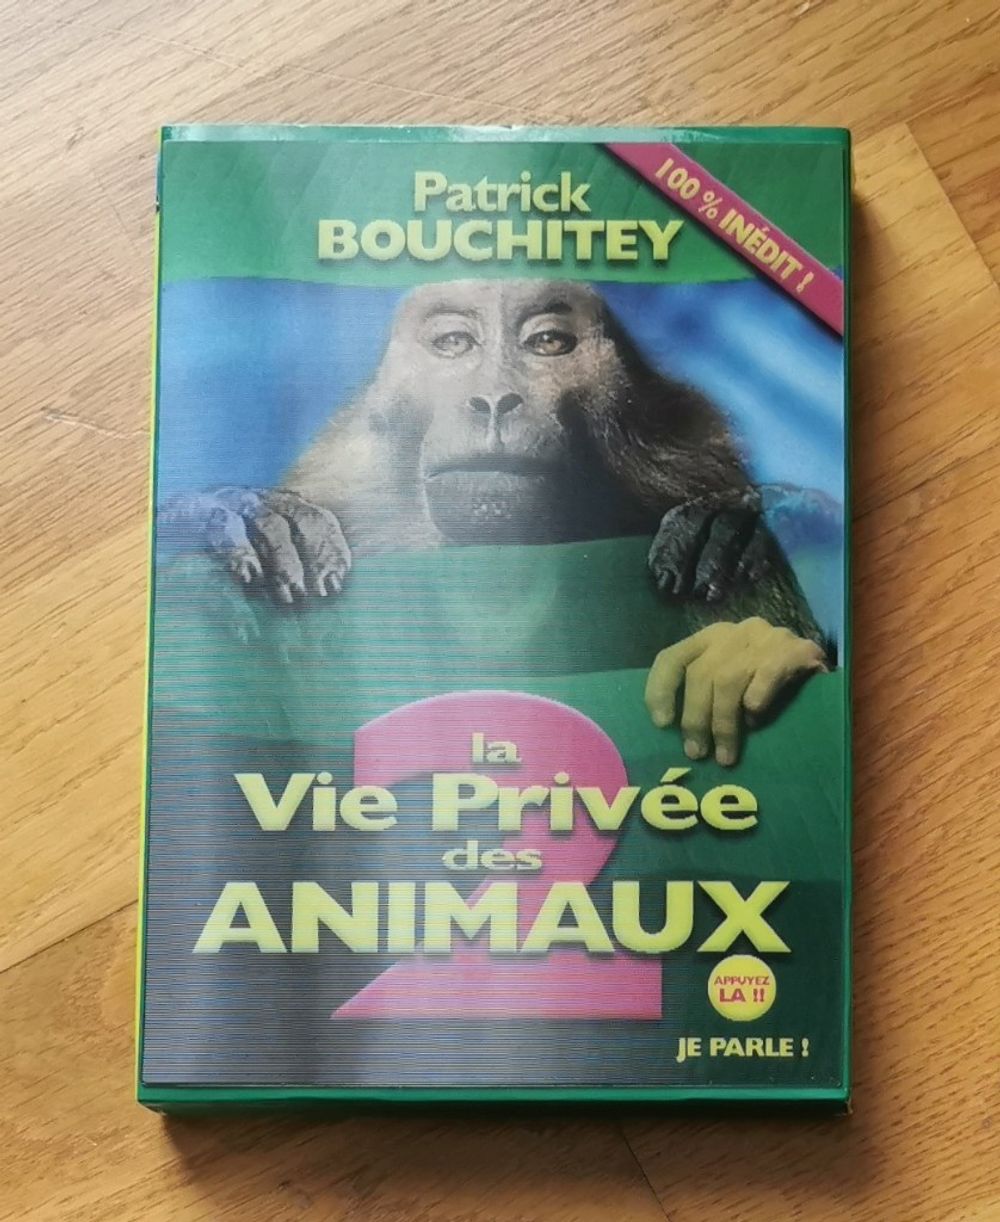 Patrick
BOUCHITEY
100 % INÉDIT !
2
la
Vie Privée
des
ANIMAUX
APPUYEZ
LA !!
JE PARLE !